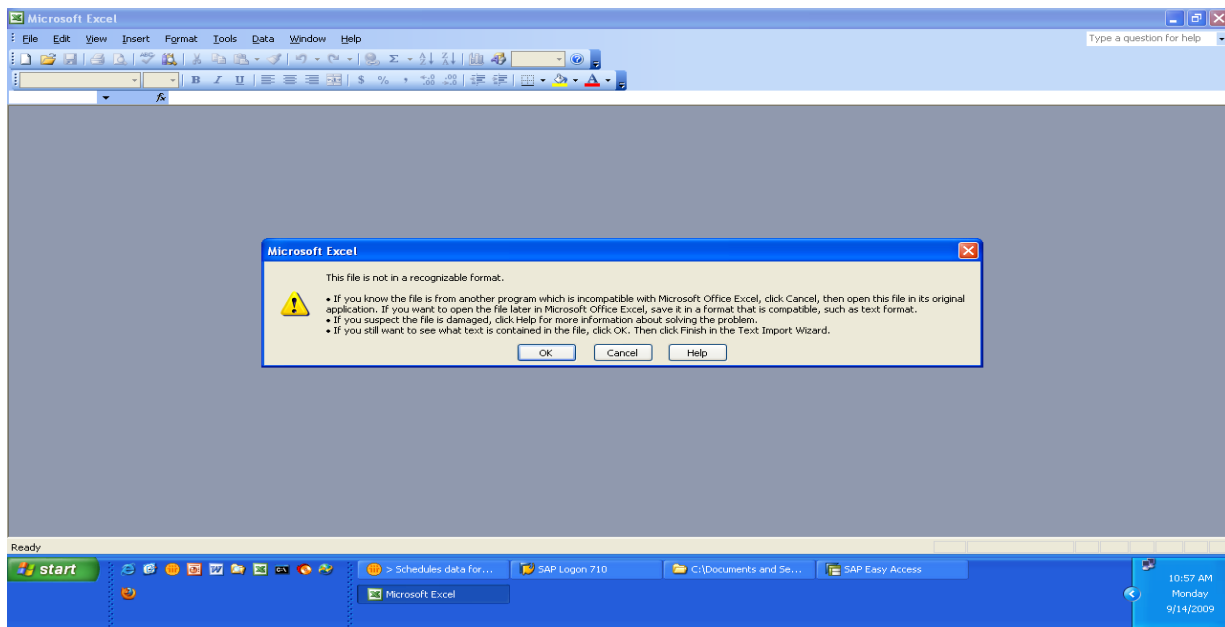 Microsoft Excel
File Edit View Insert Format Tools Data Window Help
Type a question for help
B I U $ % ,
fx
Microsoft Excel
This file is not in a recognizable format.
• If you know the file is from another program which is incompatible with Microsoft Office Excel, click Cancel, then open this file in its original
application. If you want to open the file later in Microsoft Office Excel, save it in a format that is compatible, such as text format.
• If you suspect the file is damaged, click Help for more information about solving the problem.
• If you still want to see what text is contained in the file, click OK. Then click Finish in the Text Import Wizard.
OK Cancel Help
Ready
start
> Schedules data for... SAP Logon 710 C:\Documents and Se... SAP Easy Access
10:57 AM
Microsoft Excel
Monday
9/14/2009